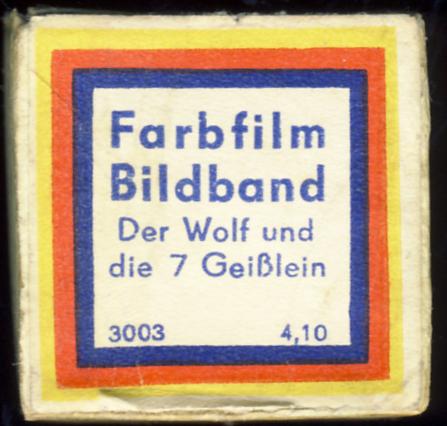 Farbfilm
Bildband
Der Wolf und
die 7 Geißlein
3003 4,10